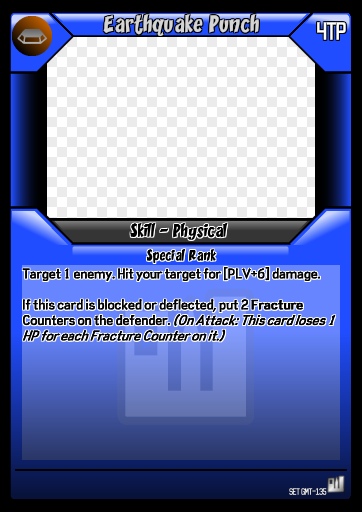 Earthquake Punch
4TP
Skill - Physical
Special Rank
Target 1 enemy. Hit your target for [PLV+6] damage.
If this card is blocked or deflected, put 2 Fracture
Counters on the defender. (On Attack: This card loses 1
HP for each Fracture Counter on it.)
SET GMT-135